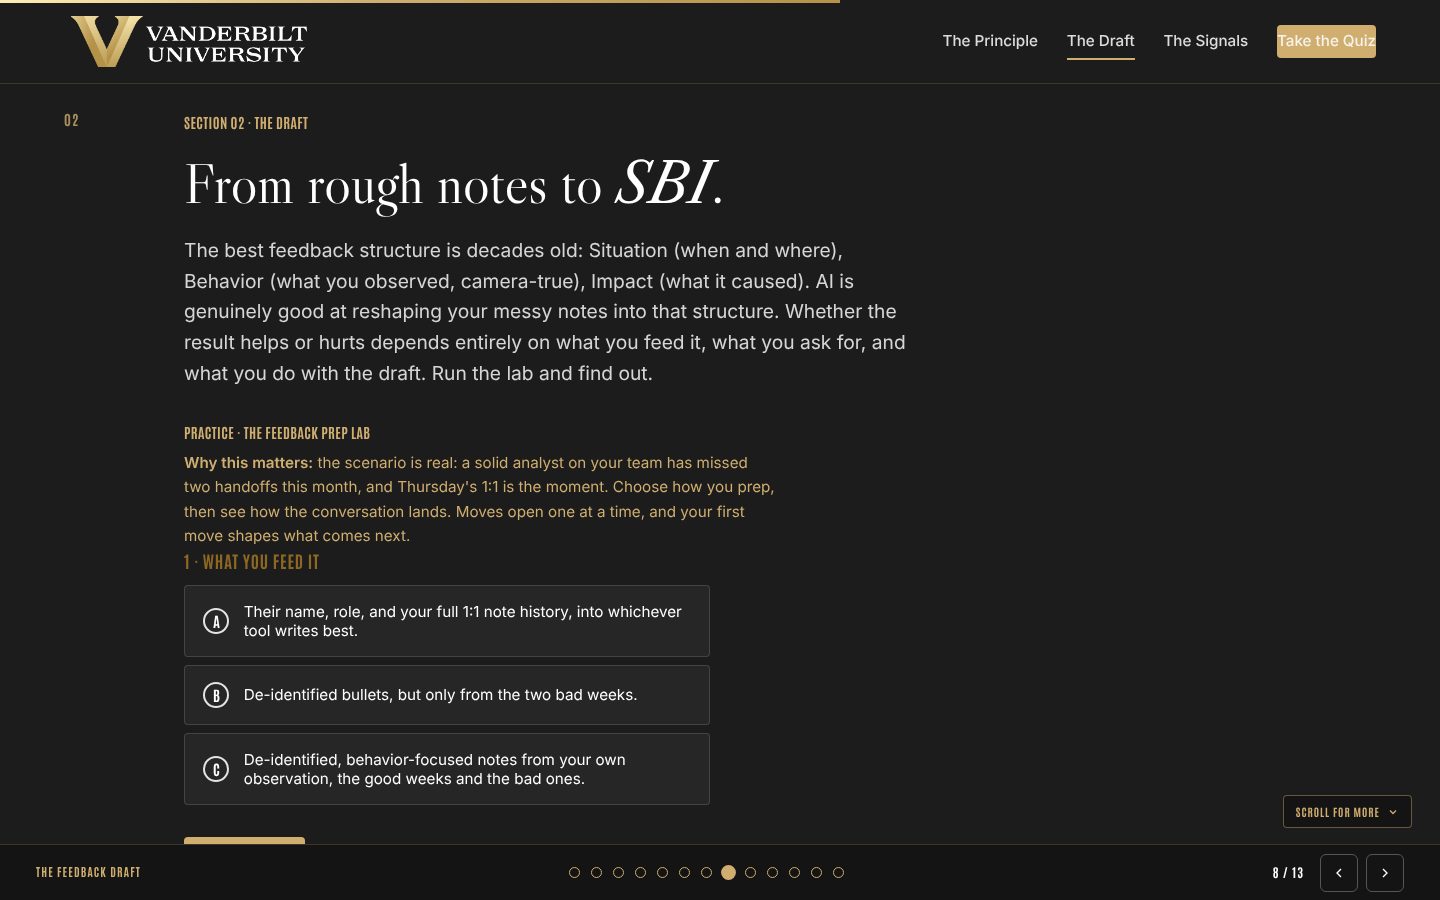 VANDERBILT
UNIVERSITY
The Principle
The Draft
The Signals
Take the Quiz
02
SECTION 02 · THE DRAFT
From rough notes to SBI.
The best feedback structure is decades old: Situation (when and where),
Behavior (what you observed, camera-true), Impact (what it caused). AI is
genuinely good at reshaping your messy notes into that structure. Whether the
result helps or hurts depends entirely on what you feed it, what you ask for, and
what you do with the draft. Run the lab and find out.
PRACTICE · THE FEEDBACK PREP LAB
Why this matters: the scenario is real: a solid analyst on your team has missed
two handoffs this month, and Thursday's 1:1 is the moment. Choose how you prep,
then see how the conversation lands. Moves open one at a time, and your first
move shapes what comes next.
1 · WHAT YOU FEED IT
A
Their name, role, and your full 1:1 note history, into whichever
tool writes best.
B
De-identified bullets, but only from the two bad weeks.
C
De-identified, behavior-focused notes from your own
observation, the good weeks and the bad ones.
SCROLL FOR MORE
THE FEEDBACK DRAFT
8 / 13